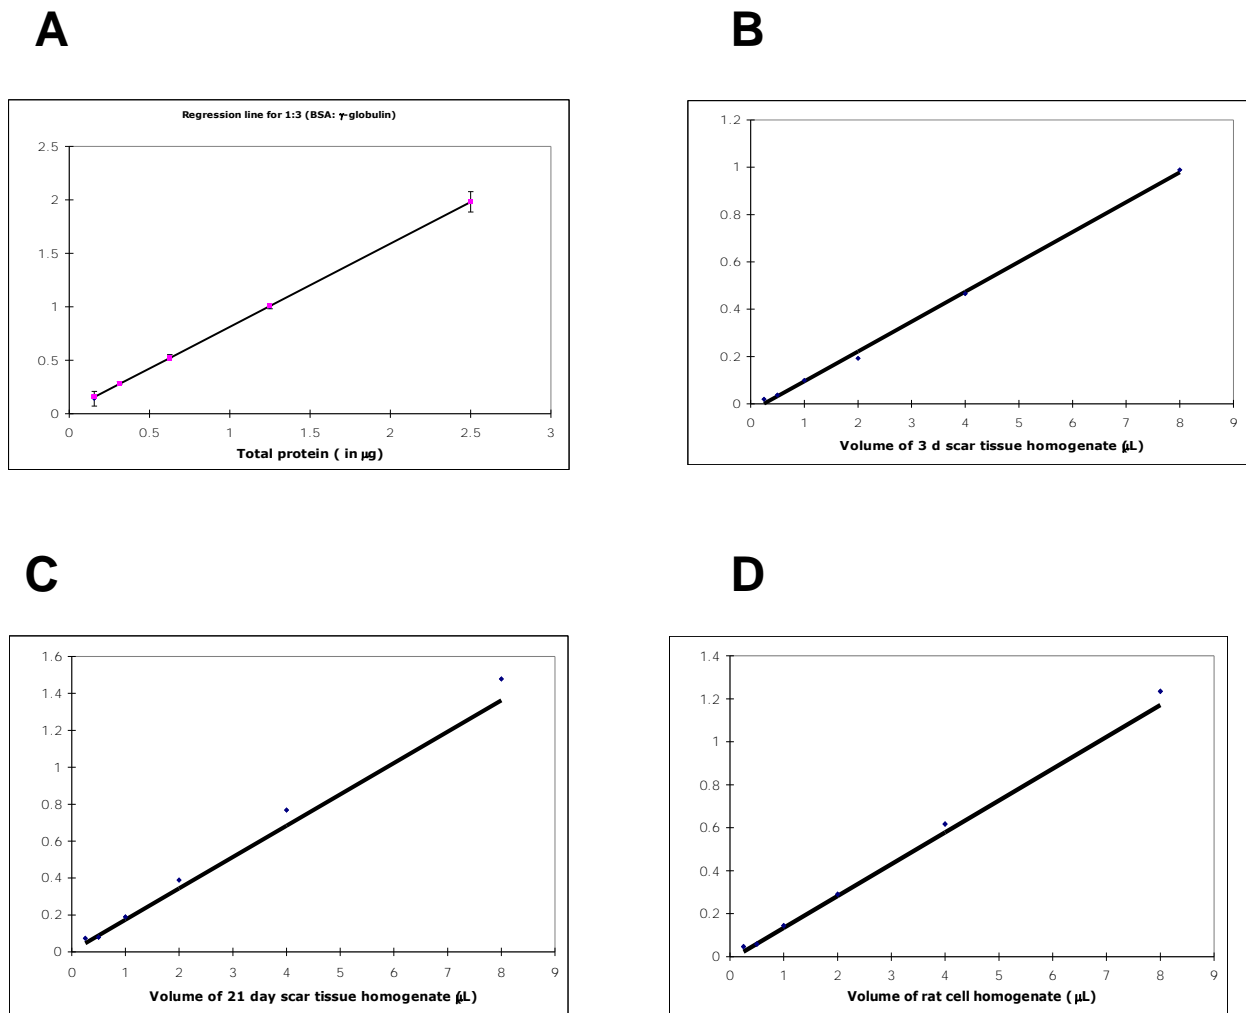 A
B
Regression line for 1:3 (BSA: γ-globulin)
2.5
2
1.5
1
0.5
0
0 0.5 1 1.5 2 2.5 3
Total protein ( in μg)
1.2
1
0.8
0.6
0.4
0.2
0
0 1 2 3 4 5 6 7 8 9
Volume of 3 d scar tissue homogenate (μL)
C
D
1.6
1.4
1.2
1
0.8
0.6
0.4
0.2
0
0 1 2 3 4 5 6 7 8 9
Volume of 21 day scar tissue homogenate (μL)
1.4
1.2
1
0.8
0.6
0.4
0.2
0
0 1 2 3 4 5 6 7 8 9
Volume of rat cell homogenate ( μL)